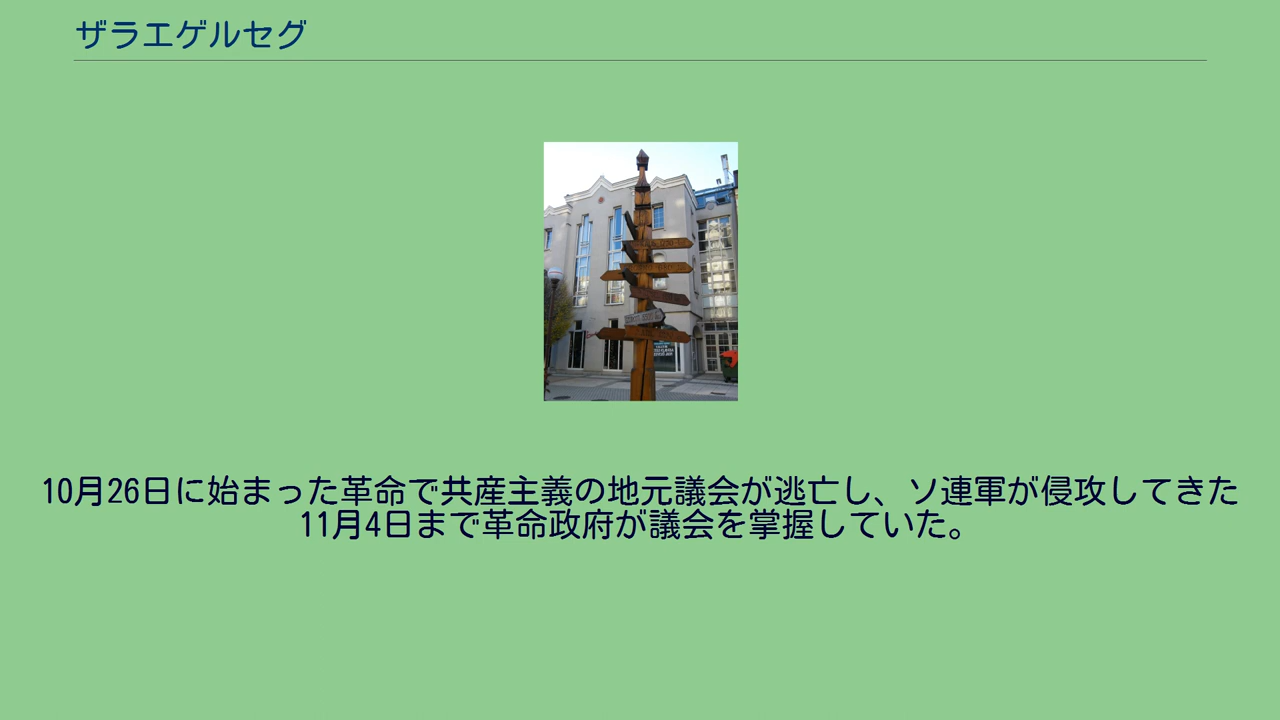 ザラエゲルセグ
10月26日に始まった革命で共産主義の地元議会が逃亡し、ソ連軍が侵攻してきた
11月4日まで革命政府が議会を掌握していた。